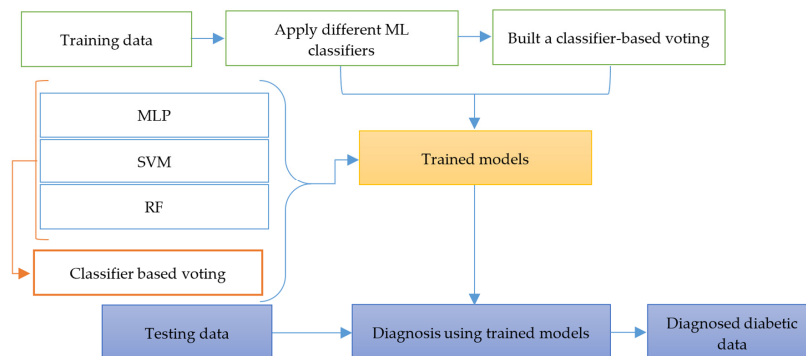 Training data
Apply different ML
classifiers
Built a classifier-based voting
MLP
SVM
RF
Classifier based voting
Trained models
Testing data
Diagnosis using trained models
Diagnosed diabetic
data